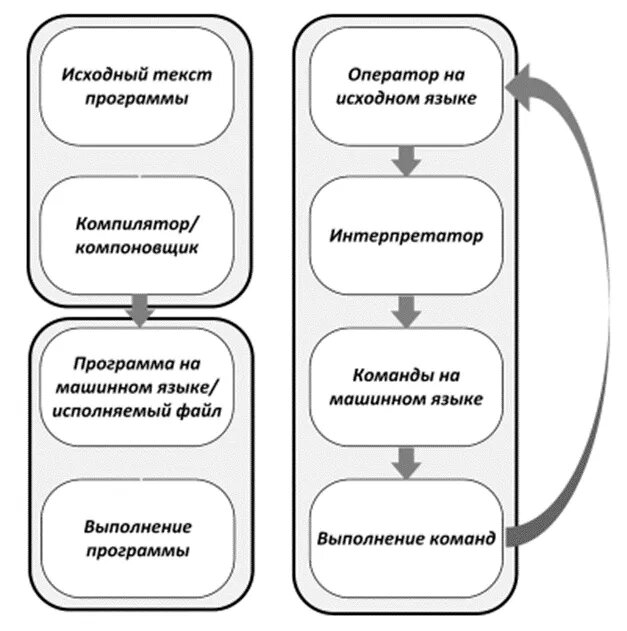 Исходный текст
программы
Компилятор/
компоновщик
Программа на
машинном языке/
исполняемый файл
Выполнение
программы
Оператор на
исходном языке
Интерпретатор
Команды на
машинном языке
Выполнение команд